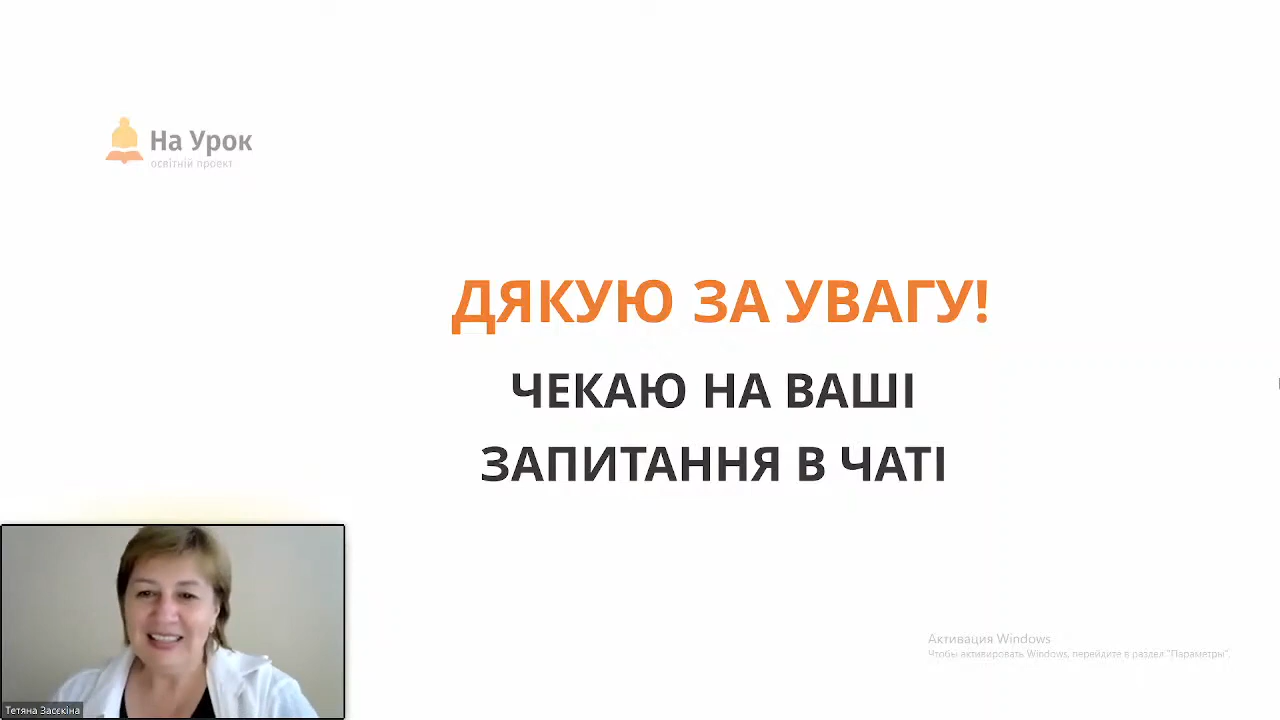 На Урок
освітній проект
ДЯКУЮ ЗА УВАГУ!
ЧЕКАЮ НА ВАШІ
ЗАПИТАННЯ В ЧАТІ
Активация Windows
Чтобы активировать Windows, перейдите в раздел "Параметры".
Тетяна Засєкіна